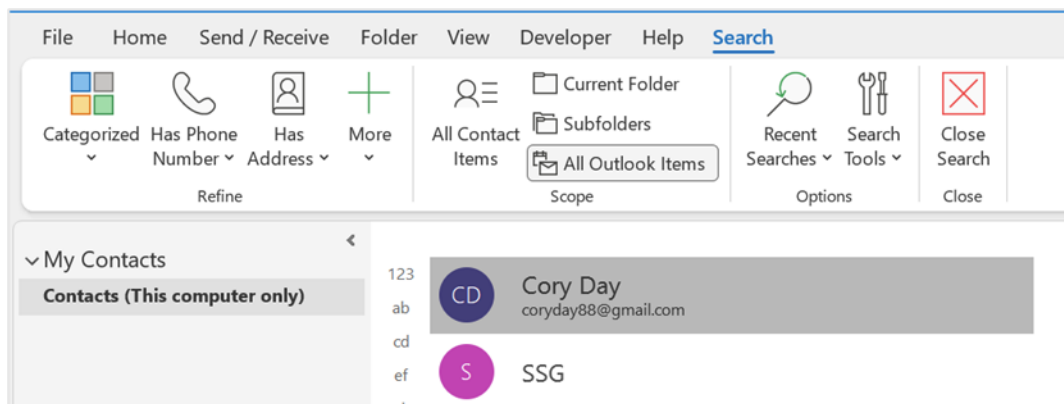 File Home Send / Receive Folder View Developer Help Search
Categorized
Has Phone Number
Has Address
More
All Contact Items
Current Folder
Subfolders
All Outlook Items
Recent Searches
Search Tools
Close Search
Refine Scope Options Close
My Contacts
Contacts (This computer only)
123
ab
cd
ef
CD
Cory Day
coryday88@gmail.com
S
SSG